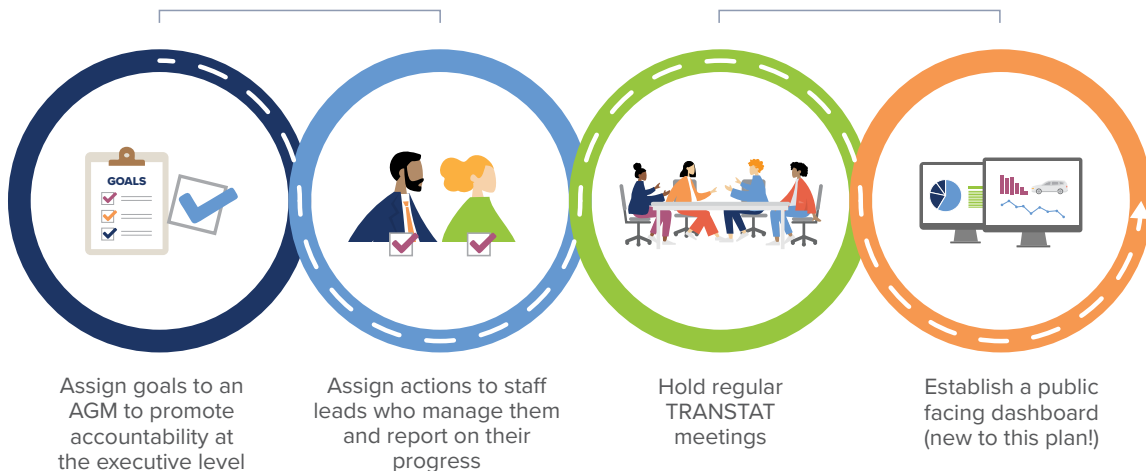 GOALS
Assign goals to an
AGM to promote
accountability at
the executive level
Assign actions to staff
leads who manage them
and report on their
progress
Hold regular
TRANSTAT
meetings
Establish a public
facing dashboard
(new to this plan!)